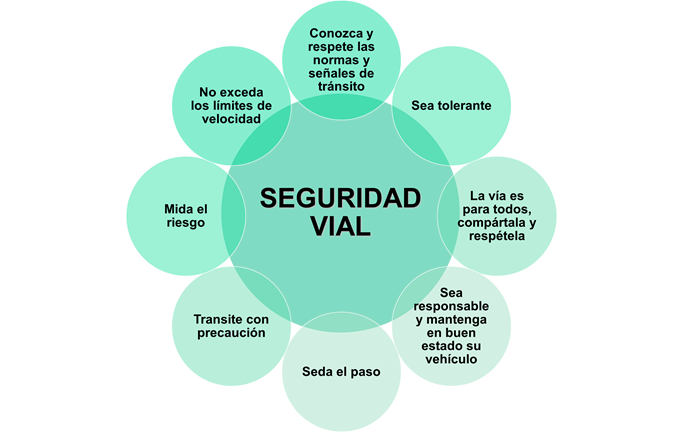 Conozca y
respete las
normas y
señales de
tránsito
No exceda
los límites de
velocidad
Sea tolerante
SEGURIDAD
VIAL
Mida el
riesgo
La vía es
para todos,
compártala y
respétela
Transite con
precaución
Sea
responsable
y mantenga
en buen
estado su
vehículo
Seda el paso